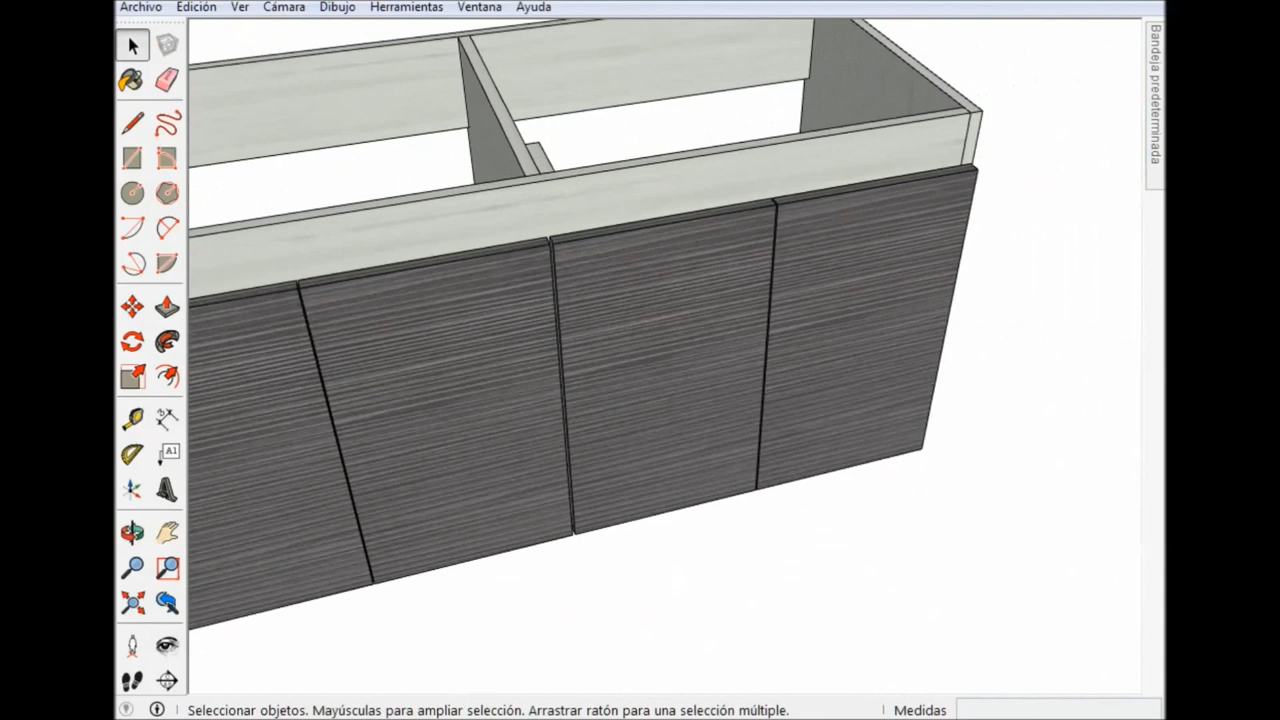 Archivo Edición Ver Cámara Dibujo Herramientas Ventana Ayuda
Bandeja predeterminada
A1
Seleccionar objetos. Mayúsculas para ampliar selección. Arrastrar ratón para una selección múltiple.
Medidas